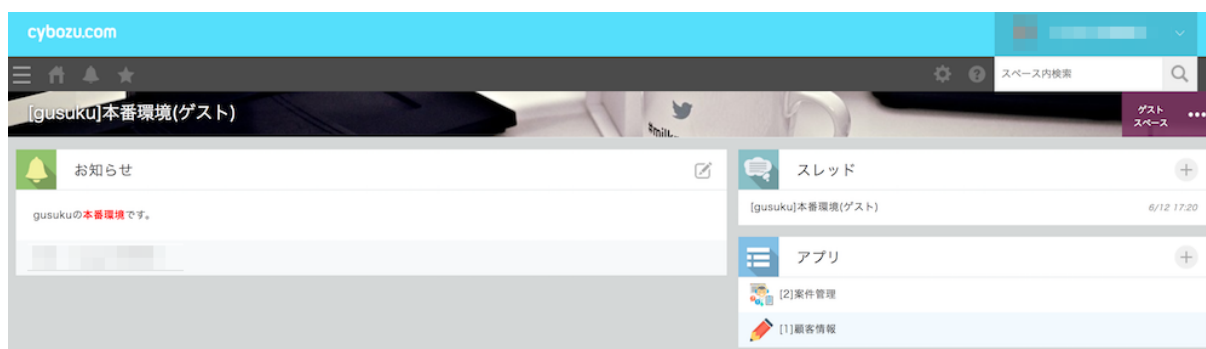 cybozu.com
スペース内検索
[gusuku]本番環境(ゲスト)
#milk...
ゲスト
スペース
お知らせ
gusukuの本番環境です。
スレッド
[gusuku]本番環境(ゲスト)
6/12 17:20
アプリ
[2]案件管理
[1]顧客情報